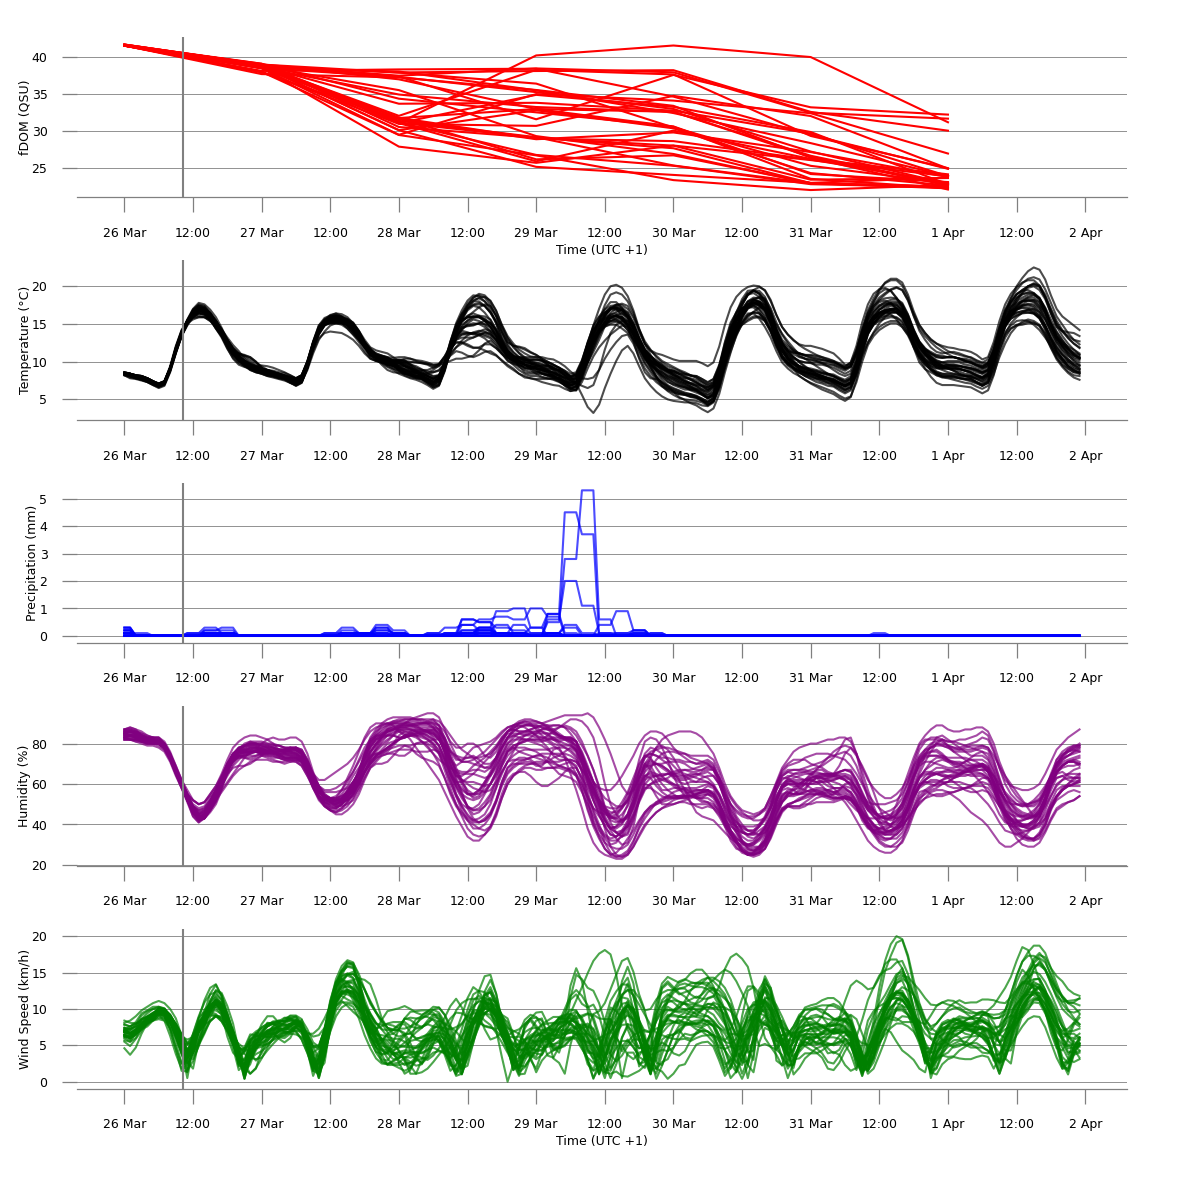 fDOM (QSU)
40
35
30
25
26 Mar 12:00 27 Mar 12:00 28 Mar 12:00 29 Mar 12:00 30 Mar 12:00 31 Mar 12:00 1 Apr 12:00 2 Apr
Time (UTC +1)
Temperature (°C)
20
15
10
5
26 Mar 12:00 27 Mar 12:00 28 Mar 12:00 29 Mar 12:00 30 Mar 12:00 31 Mar 12:00 1 Apr 12:00 2 Apr
Precipitation (mm)
5
4
3
2
1
0
26 Mar 12:00 27 Mar 12:00 28 Mar 12:00 29 Mar 12:00 30 Mar 12:00 31 Mar 12:00 1 Apr 12:00 2 Apr
Humidity (%)
80
60
40
20
26 Mar 12:00 27 Mar 12:00 28 Mar 12:00 29 Mar 12:00 30 Mar 12:00 31 Mar 12:00 1 Apr 12:00 2 Apr
Wind Speed (km/h)
20
15
10
5
0
26 Mar 12:00 27 Mar 12:00 28 Mar 12:00 29 Mar 12:00 30 Mar 12:00 31 Mar 12:00 1 Apr 12:00 2 Apr
Time (UTC +1)